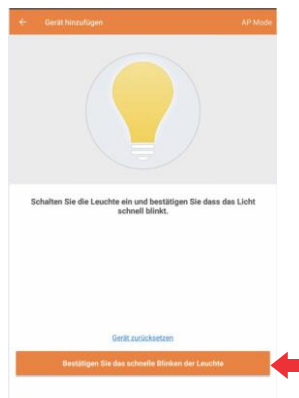 Gerät hinzufügen AP Mode
Schalten Sie die Leuchte ein und bestätigen Sie dass das Licht
schnell blinkt.
Gerät zurücksetzen
Bestätigen Sie das schnelle Blinken der Leuchte